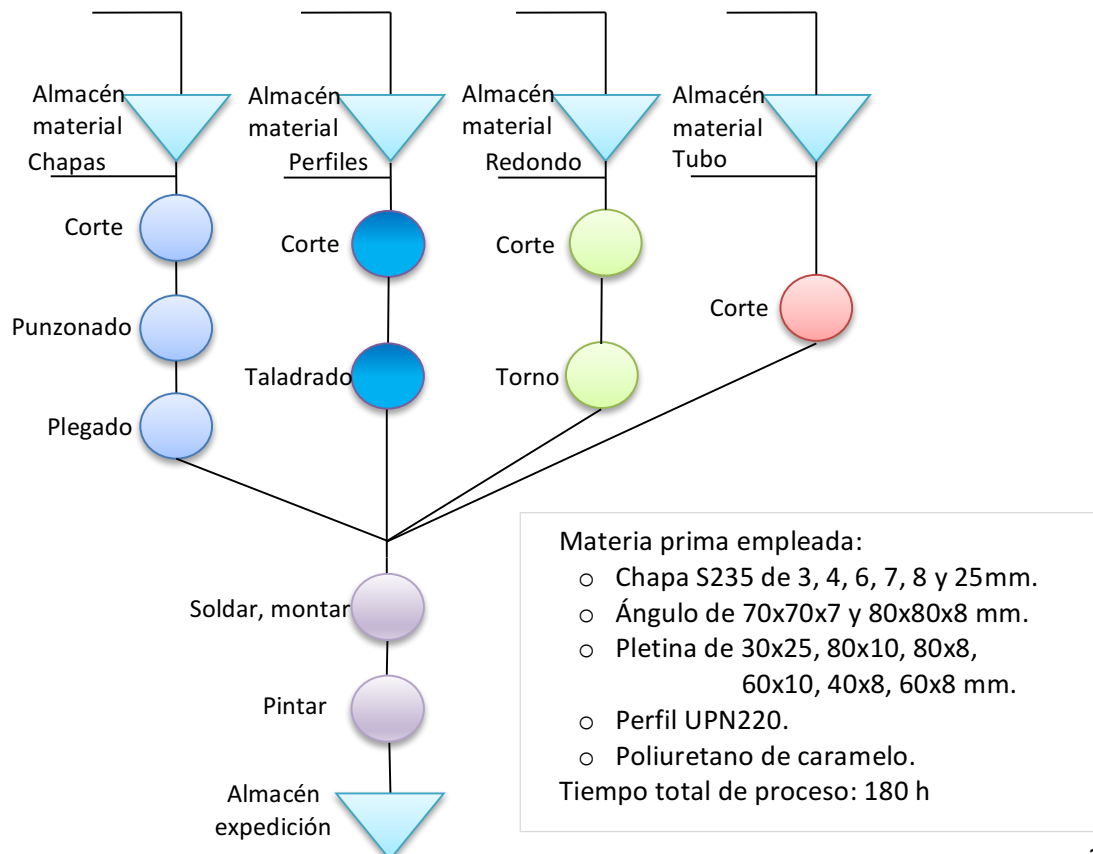 Almacén
material
Chapas
Almacén
material
Perfiles
Almacén
material
Redondo
Almacén
material
Tubo
Corte
Punzonado
Plegado
Corte
Taladrado
Corte
Torno
Corte
Soldar, montar
Pintar
Almacén
expedición
Materia prima empleada:
o Chapa S235 de 3, 4, 6, 7, 8 y 25mm.
o Ángulo de 70x70x7 y 80x80x8 mm.
o Pletina de 30x25, 80x10, 80x8,
60x10, 40x8, 60x8 mm.
o Perfil UPN220.
o Poliuretano de caramelo.
Tiempo total de proceso: 180 h